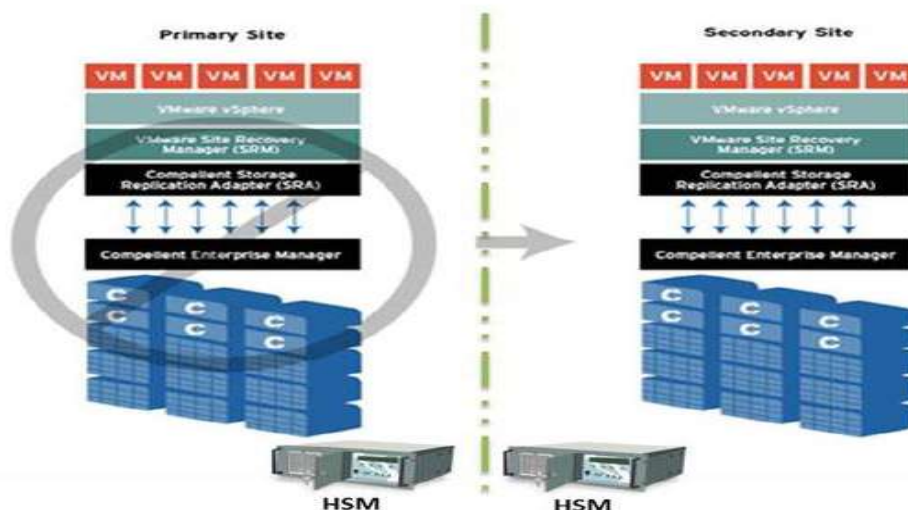 Primary Site
VM VM VM VM VM
VMware vSphere
VMware Site Recovery
Manager (SRM)
Compellent Storage
Replication Adapter (SRA)
Compellent Enterprise Manager
C C C
C C C
HSM
Secondary Site
VM VM VM VM VM
VMware vSphere
VMware Site Recovery
Manager (SRM)
Compellent Storage
Replication Adapter (SRA)
Compellent Enterprise Manager
C C C
C C C
HSM